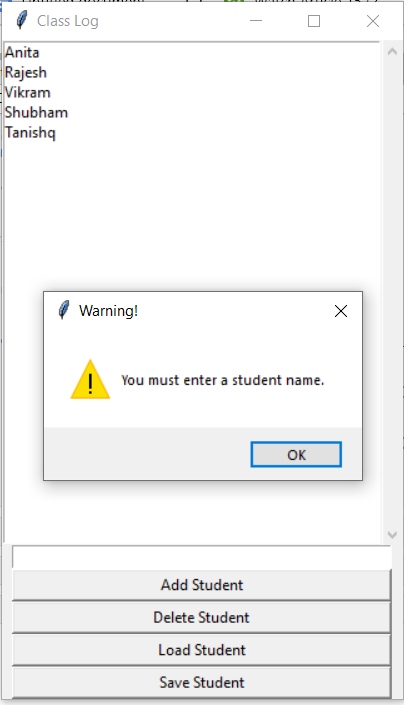 Class Log
Anita
Rajesh
Vikram
Shubham
Tanishq
Warning!
You must enter a student name.
OK
Add Student
Delete Student
Load Student
Save Student